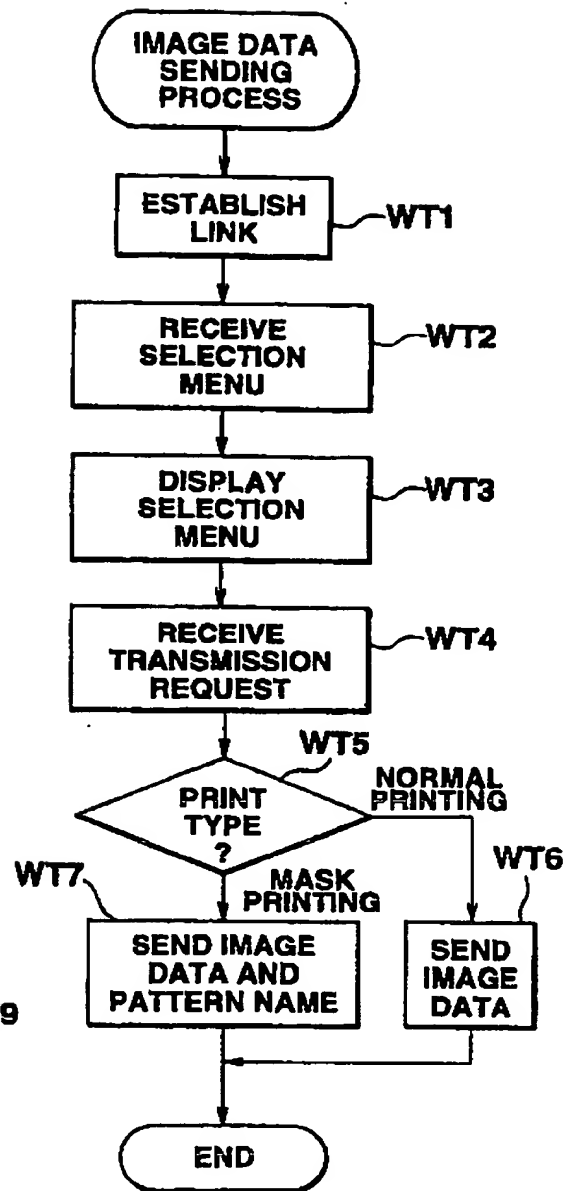 IMAGE DATA
SENDING
PROCESS
ESTABLISH
LINK
WT1
RECEIVE
SELECTION
MENU
WT2
DISPLAY
SELECTION
MENU
WT3
RECEIVE
TRANSMISSION
REQUEST
WT4
WT5
PRINT
TYPE
?
NORMAL
PRINTING
MASK
PRINTING
WT7
SEND IMAGE
DATA AND
PATTERN NAME
WT6
SEND
IMAGE
DATA
9
END